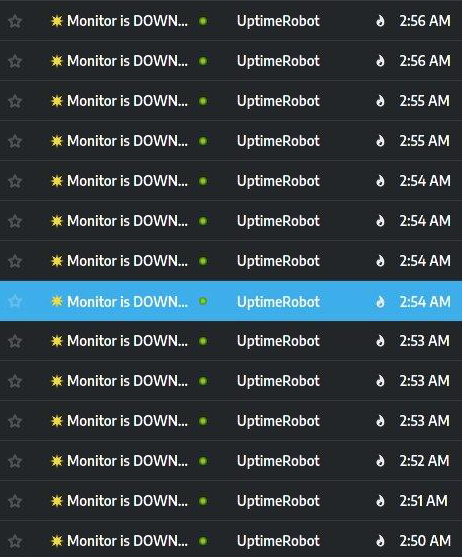 Monitor is DOWN... UptimeRobot 2:56 AM
Monitor is DOWN... UptimeRobot 2:56 AM
Monitor is DOWN... UptimeRobot 2:55 AM
Monitor is DOWN... UptimeRobot 2:55 AM
Monitor is DOWN... UptimeRobot 2:54 AM
Monitor is DOWN... UptimeRobot 2:54 AM
Monitor is DOWN... UptimeRobot 2:54 AM
Monitor is DOWN... UptimeRobot 2:54 AM
Monitor is DOWN... UptimeRobot 2:53 AM
Monitor is DOWN... UptimeRobot 2:53 AM
Monitor is DOWN... UptimeRobot 2:53 AM
Monitor is DOWN... UptimeRobot 2:52 AM
Monitor is DOWN... UptimeRobot 2:51 AM
Monitor is DOWN... UptimeRobot 2:50 AM